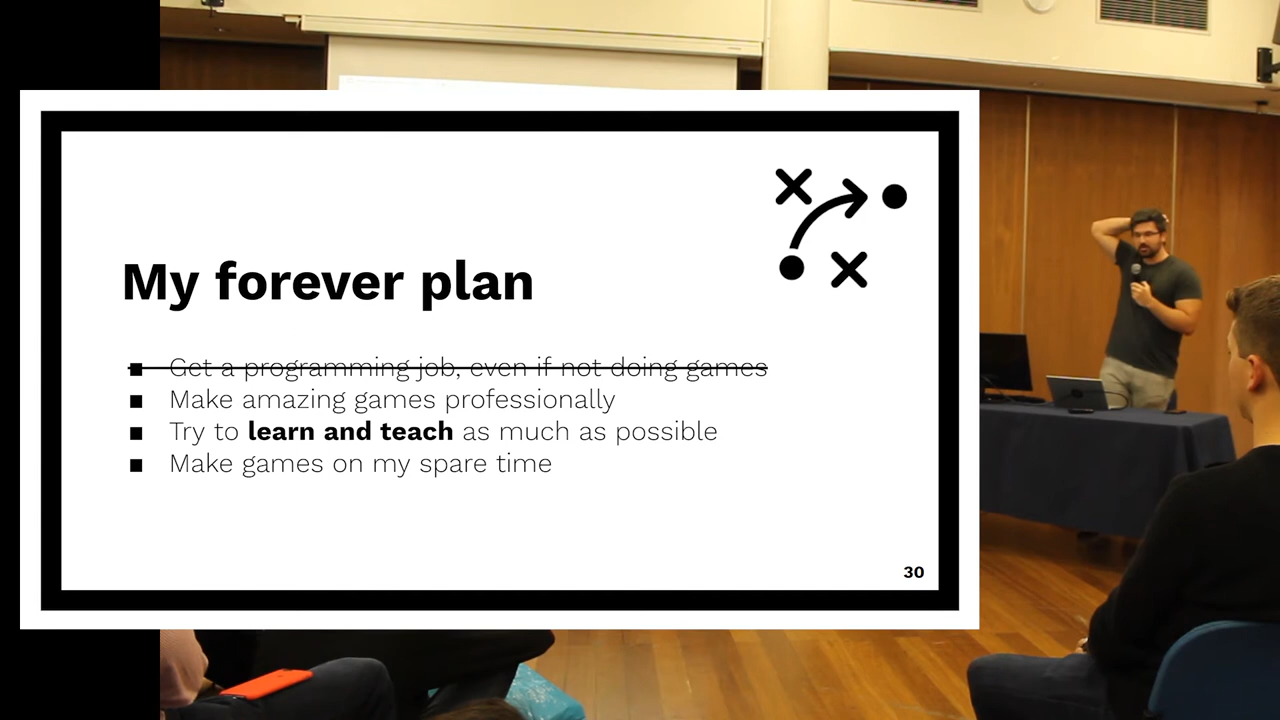 My forever plan
■ Get a programming job, even if not doing games
■ Make amazing games professionally
■ Try to learn and teach as much as possible
■ Make games on my spare time
30